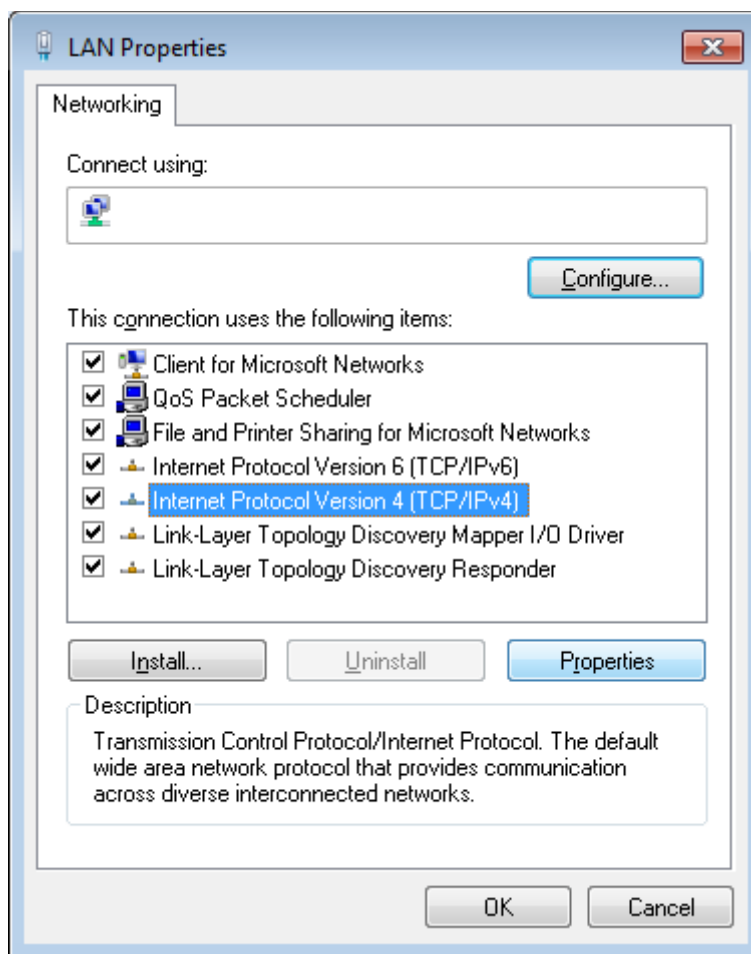 LAN Properties
Networking
Connect using:
Configure...
This connection uses the following items:
Client for Microsoft Networks
QoS Packet Scheduler
File and Printer Sharing for Microsoft Networks
Internet Protocol Version 6 (TCP/IPv6)
Internet Protocol Version 4 (TCP/IPv4)
Link-Layer Topology Discovery Mapper I/O Driver
Link-Layer Topology Discovery Responder
Install... Uninstall Properties
Description
Transmission Control Protocol/Internet Protocol. The default
wide area network protocol that provides communication
across diverse interconnected networks.
OK Cancel